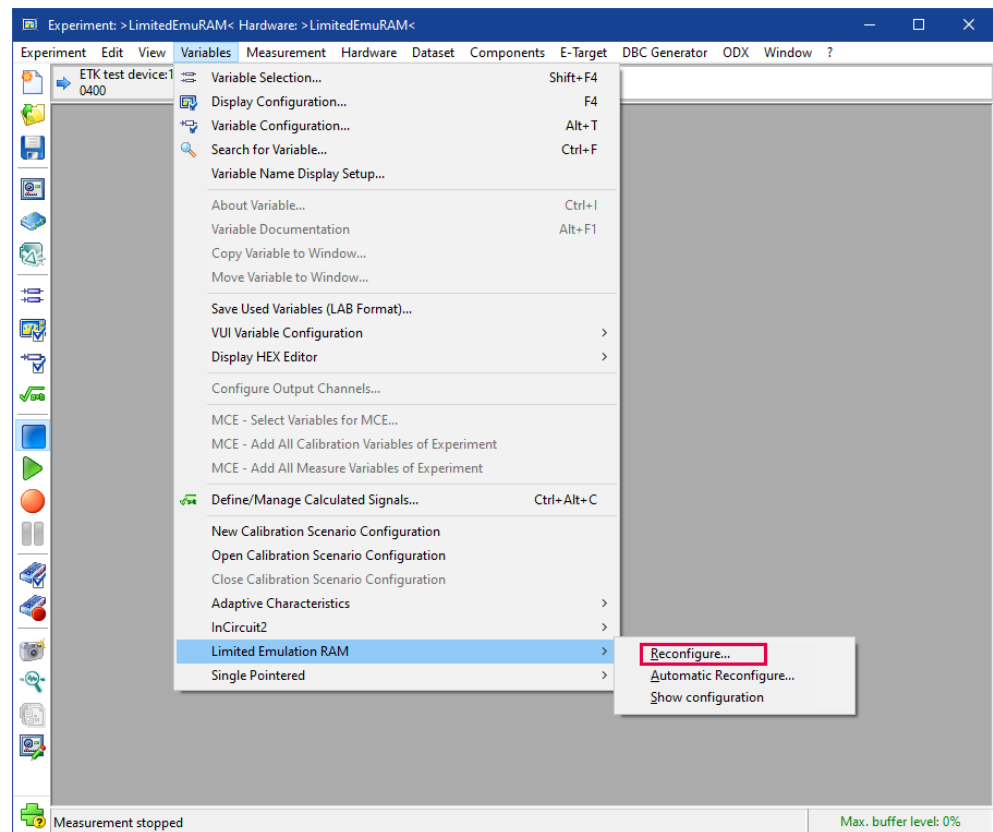 Experiment: >LimitedEmuRAM< Hardware: >LimitedEmuRAM<
Experiment Edit View Variables Measurement Hardware Dataset Components E-Target DBC Generator ODX Window ?
ETK test device:1
0400
Variable Selection... Shift+F4
Display Configuration... F4
Variable Configuration... Alt+T
Search for Variable... Ctrl+F
Variable Name Display Setup...
About Variable... Ctrl+I
Variable Documentation Alt+F1
Copy Variable to Window...
Move Variable to Window...
Save Used Variables (LAB Format)...
VUI Variable Configuration
Display HEX Editor
Configure Output Channels...
MCE - Select Variables for MCE...
MCE - Add All Calibration Variables of Experiment
MCE - Add All Measure Variables of Experiment
Define/Manage Calculated Signals... Ctrl+Alt+C
New Calibration Scenario Configuration
Open Calibration Scenario Configuration
Close Calibration Scenario Configuration
Adaptive Characteristics
InCircuit2
Limited Emulation RAM
Single Pointered
Reconfigure...
Automatic Reconfigure...
Show configuration
Measurement stopped Max. buffer level: 0%